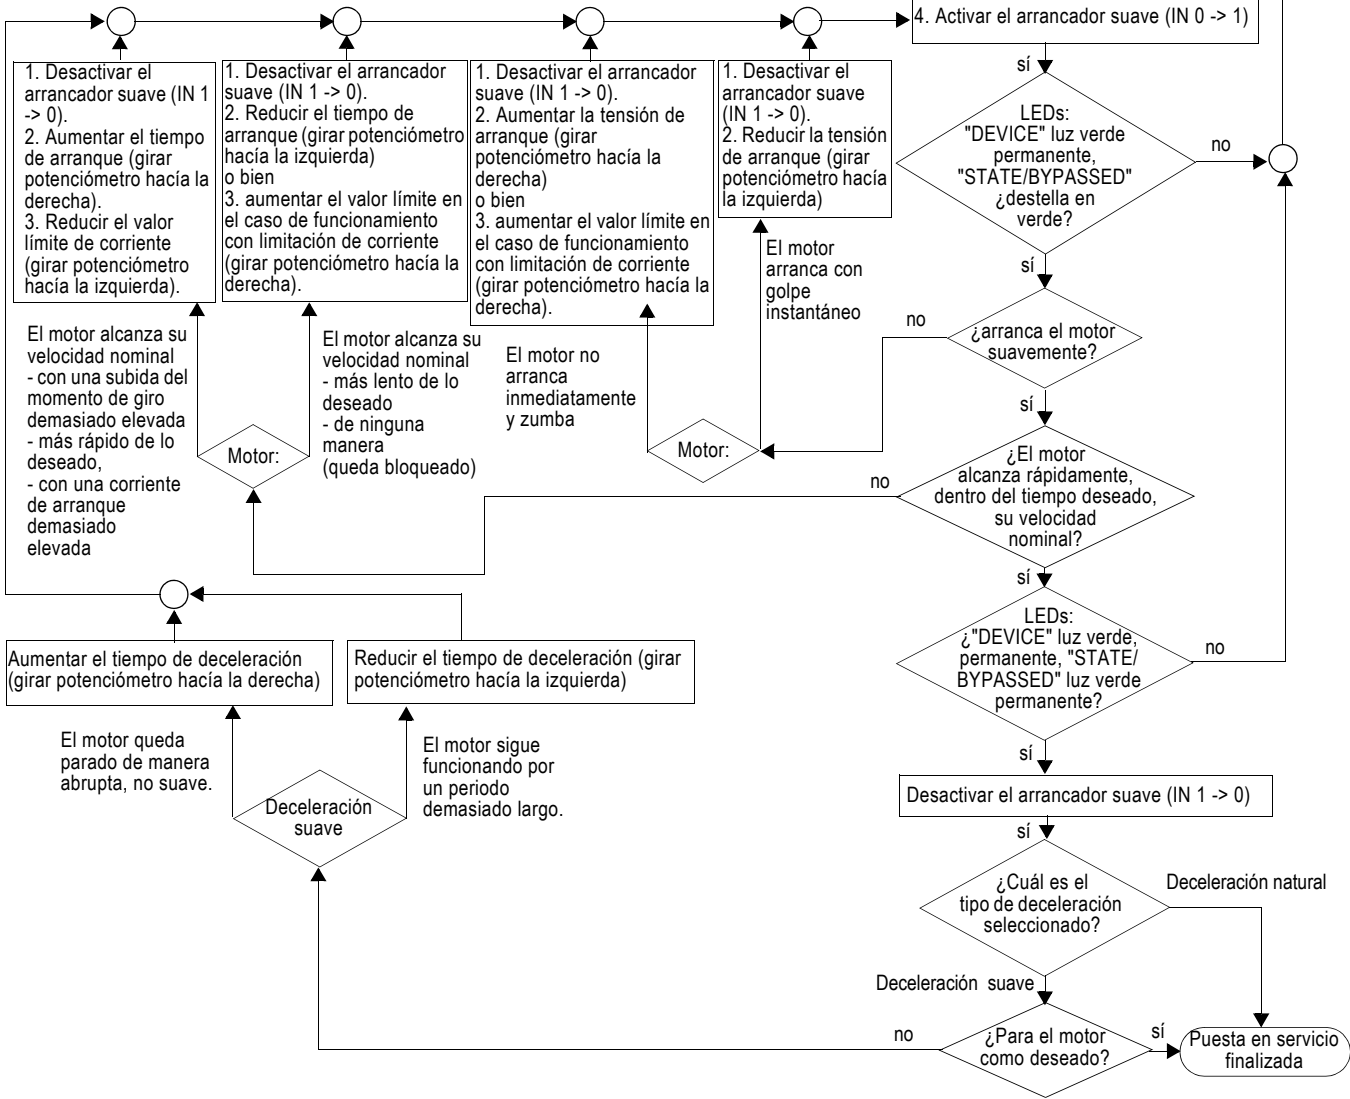 4. Activar el arrancador suave (IN 0 -> 1)
1. Desactivar el
arrancador suave (IN 1
-> 0).
2. Aumentar el tiempo
de arranque (girar
potenciómetro hacía la
derecha).
3. Reducir el valor
límite de corriente
(girar potenciómetro
hacía la izquierda).
1. Desactivar el arrancador
suave (IN 1 -> 0).
2. Reducir el tiempo de
arranque (girar potenciómetro
hacía la izquierda)
o bien
3. aumentar el valor límite en
el caso de funcionamiento
con limitación de corriente
(girar potenciómetro hacía la
derecha).
1. Desactivar el arrancador
suave (IN 1 -> 0).
2. Aumentar la tensión de
arranque (girar
potenciómetro hacía la
derecha)
o bien
3. aumentar el valor límite en
el caso de funcionamiento
con limitación de corriente
(girar potenciómetro hacía la
derecha).
1. Desactivar el
arrancador suave
(IN 1 -> 0).
2. Reducir la tensión
de arranque (girar
potenciómetro hacía
la izquierda)
sí
LEDs:
"DEVICE" luz verde
permanente,
"STATE/BYPASSED"
¿destella en
verde?
no
sí
El motor
arranca con
golpe
instantáneo
no
¿arranca el motor
suavemente?
El motor alcanza su
velocidad nominal
- con una subida del
momento de giro
demasiado elevada
- más rápido de lo
deseado,
- con una corriente
de arranque
demasiado
elevada
Motor:
El motor alcanza su
velocidad nominal
- más lento de lo
deseado
- de ninguna
manera
(queda bloqueado)
El motor no
arranca
inmediatamente
y zumba
Motor:
sí
no
¿El motor
alcanza rápidamente,
dentro del tiempo deseado,
su velocidad
nominal?
sí
LEDs:
¿"DEVICE" luz verde,
permanente, "STATE/
BYPASSED" luz verde
permanente?
no
Aumentar el tiempo de deceleración
(girar potenciómetro hacía la derecha)
Reducir el tiempo de deceleración (girar
potenciómetro hacía la izquierda)
El motor queda
parado de manera
abrupta, no suave.
Deceleración
suave
El motor sigue
funcionando por
un periodo
demasiado largo.
sí
Desactivar el arrancador suave (IN 1 -> 0)
sí
¿Cuál es el
tipo de deceleración
seleccionado?
Deceleración natural
Deceleración suave
no
¿Para el motor
como deseado?
sí
Puesta en servicio
finalizada